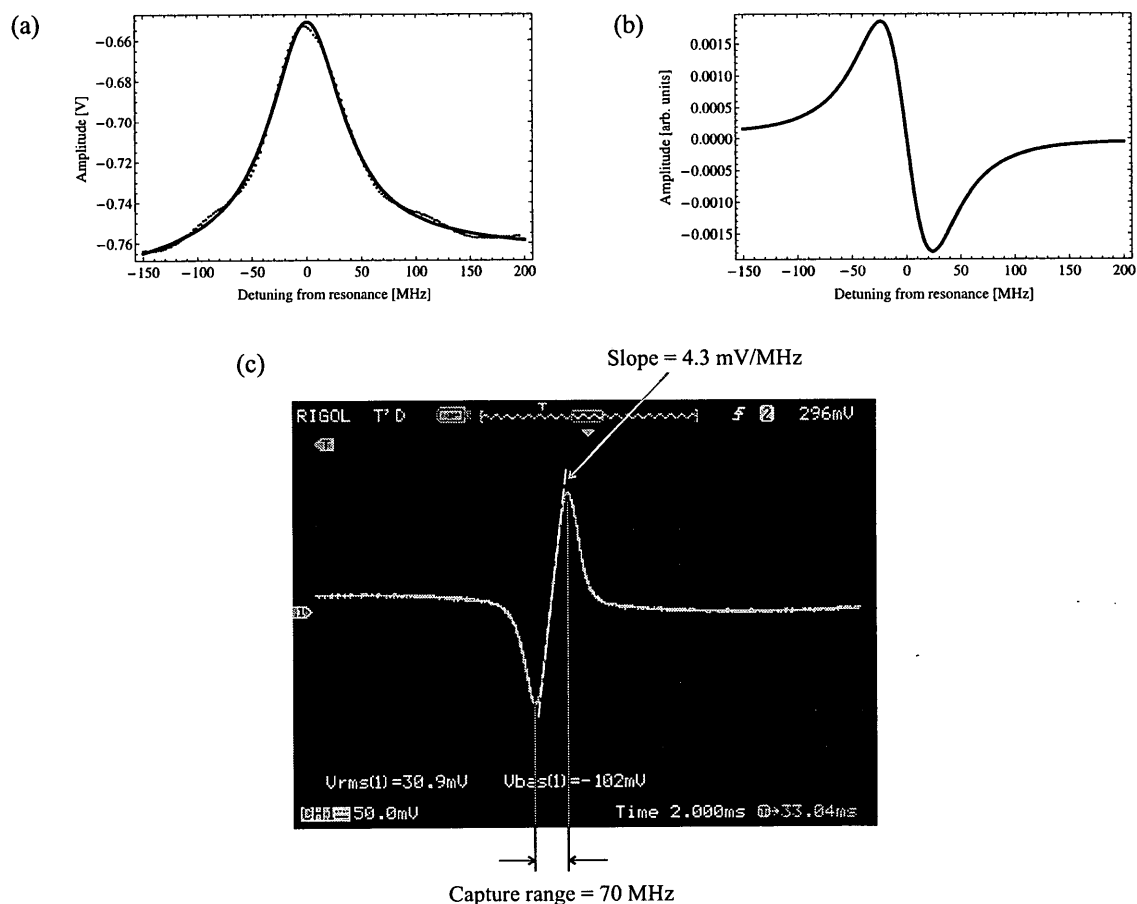 (a)
−0.66
−0.68
−0.70
−0.72
−0.74
−0.76
Amplitude [V]
−150 −100 −50 0 50 100 150 200
Detuning from resonance [MHz]
(b)
0.0015
0.0010
0.0005
0.0000
−0.0005
−0.0010
−0.0015
Amplitude [arb. units]
−150 −100 −50 0 50 100 150 200
Detuning from resonance [MHz]
(c)
Slope = 4.3 mV/MHz
RIGOL T'D T 2 296mV
Vrms(1)=30.9mV Vbas(1)=-102mV
CH1 50.0mV Time 2.000ms 33.04ms
Capture range = 70 MHz